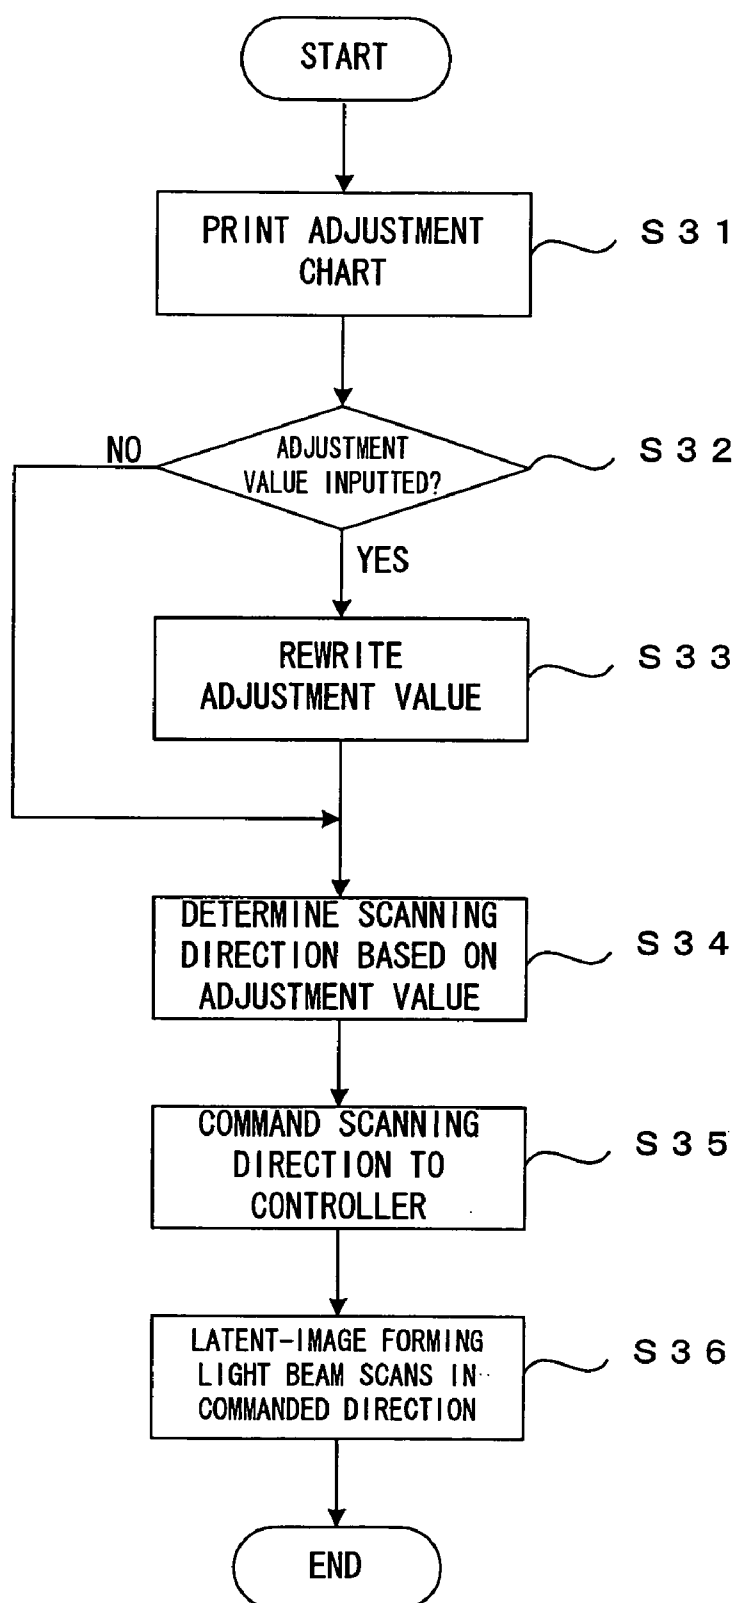 START
PRINT ADJUSTMENT
CHART
S31
NO
ADJUSTMENT
VALUE INPUTTED?
S32
YES
REWRITE
ADJUSTMENT VALUE
S33
DETERMINE SCANNING
DIRECTION BASED ON
ADJUSTMENT VALUE
S34
COMMAND SCANNING
DIRECTION TO
CONTROLLER
S35
LATENT-IMAGE FORMING
LIGHT BEAM SCANS IN
COMMANDED DIRECTION
S36
END